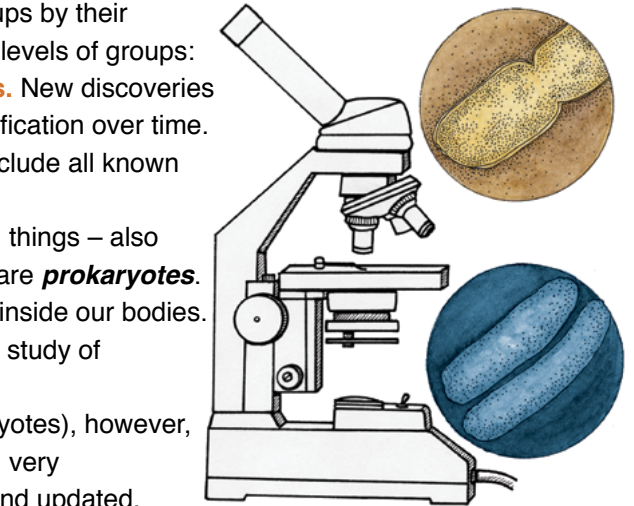 ups by their
levels of groups:
s. New discoveries
fication over time.
clude all known
things – also
are prokaryotes.
inside our bodies.
study of
yotes), however,
very
nd updated.